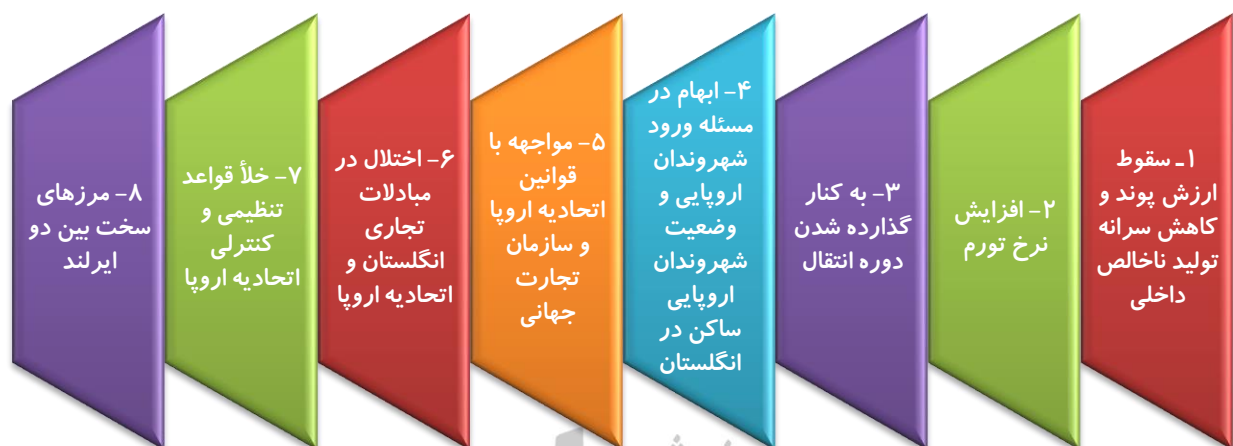 ۱ـ سقوط
ارزش پوند و
کاهش سرانه
تولید ناخالص
داخلی
۲- افزایش
نرخ تورم
۳- به کنار
گذارده شدن
دوره انتقال
۴- ابهام در
مسئله ورود
شهروندان
اروپایی و
وضعیت
شهروندان
اروپایی
ساکن در
انگلستان
۵- مواجهه با
قوانین
اتحادیه اروپا
و سازمان
تجارت
جهانی
۶- اختلال در
مبادلات
تجاری
انگلستان و
اتحادیه اروپا
۷- خلأ قواعد
تنظیمی و
کنترلی
اتحادیه اروپا
۸- مرزهای
سخت بین دو
ایرلند